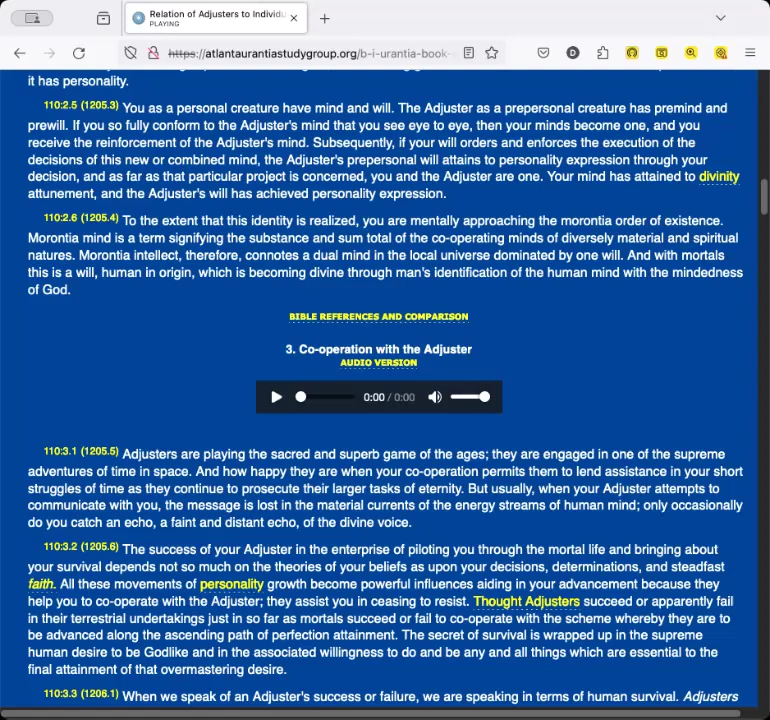 Relation of Adjusters to Individu
PLAYING
https://atlantaurantiastudygroup.org/b-i-urantia-book-
it has personality.
110:2.5 (1205.3) You as a personal creature have mind and will. The Adjuster as a prepersonal creature has premind and
prewill. If you so fully conform to the Adjuster's mind that you see eye to eye, then your minds become one, and you
receive the reinforcement of the Adjuster's mind. Subsequently, if your will orders and enforces the execution of the
decisions of this new or combined mind, the Adjuster's prepersonal will attains to personality expression through your
decision, and as far as that particular project is concerned, you and the Adjuster are one. Your mind has attained to divinity
attunement, and the Adjuster's will has achieved personality expression.
110:2.6 (1205.4) To the extent that this identity is realized, you are mentally approaching the morontia order of existence.
Morontia mind is a term signifying the substance and sum total of the co-operating minds of diversely material and spiritual
natures. Morontia intellect, therefore, connotes a dual mind in the local universe dominated by one will. And with mortals
this is a will, human in origin, which is becoming divine through man's identification of the human mind with the mindedness
of God.
BIBLE REFERENCES AND COMPARISON
3. Co-operation with the Adjuster
AUDIO VERSION
0:00 / 0:00
110:3.1 (1205.5) Adjusters are playing the sacred and superb game of the ages; they are engaged in one of the supreme
adventures of time in space. And how happy they are when your co-operation permits them to lend assistance in your short
struggles of time as they continue to prosecute their larger tasks of eternity. But usually, when your Adjuster attempts to
communicate with you, the message is lost in the material currents of the energy streams of human mind; only occasionally
do you catch an echo, a faint and distant echo, of the divine voice.
110:3.2 (1205.6) The success of your Adjuster in the enterprise of piloting you through the mortal life and bringing about
your survival depends not so much on the theories of your beliefs as upon your decisions, determinations, and steadfast
faith. All these movements of personality growth become powerful influences aiding in your advancement because they
help you to co-operate with the Adjuster; they assist you in ceasing to resist. Thought Adjusters succeed or apparently fail
in their terrestrial undertakings just in so far as mortals succeed or fail to co-operate with the scheme whereby they are to
be advanced along the ascending path of perfection attainment. The secret of survival is wrapped up in the supreme
human desire to be Godlike and in the associated willingness to do and be any and all things which are essential to the
final attainment of that overmastering desire.
110:3.3 (1206.1) When we speak of an Adjuster's success or failure, we are speaking in terms of human survival. Adjusters